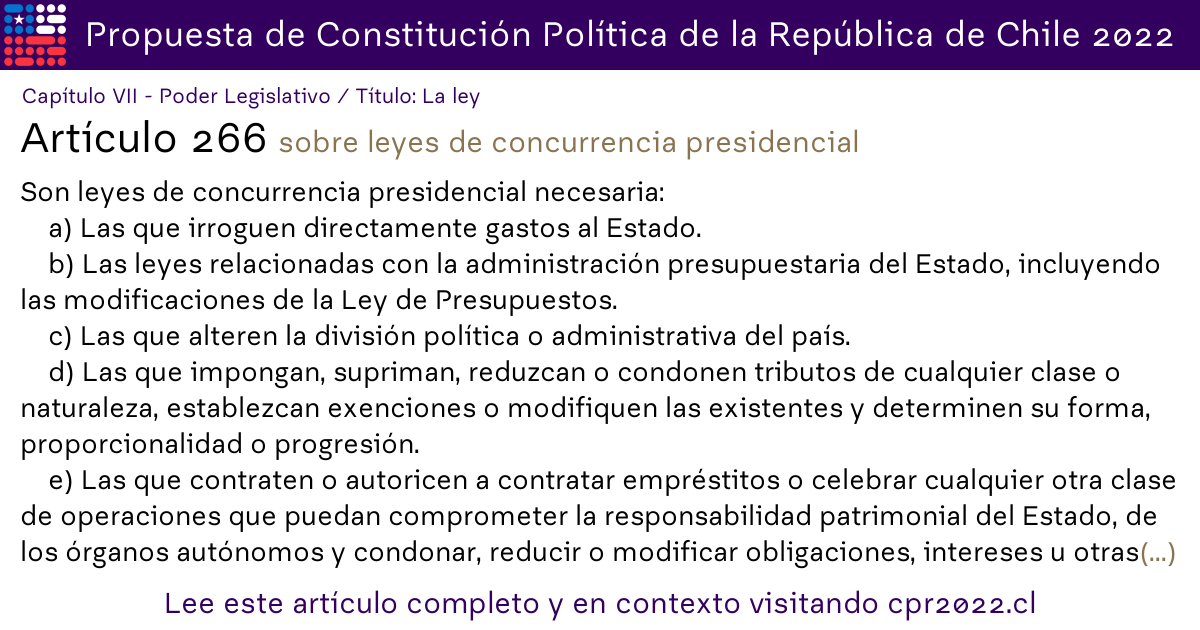 Propuesta de Constitución Política de la República de Chile 2022
Capítulo VII - Poder Legislativo / Título: La ley
Artículo 266 sobre leyes de concurrencia presidencial
Son leyes de concurrencia presidencial necesaria:
a) Las que irroguen directamente gastos al Estado.
b) Las leyes relacionadas con la administración presupuestaria del Estado, incluyendo
las modificaciones de la Ley de Presupuestos.
c) Las que alteren la división política o administrativa del país.
d) Las que impongan, supriman, reduzcan o condonen tributos de cualquier clase o
naturaleza, establezcan exenciones o modifiquen las existentes y determinen su forma,
proporcionalidad o progresión.
e) Las que contraten o autoricen a contratar empréstitos o celebrar cualquier otra clase
de operaciones que puedan comprometer la responsabilidad patrimonial del Estado, de
los órganos autónomos y condonar, reducir o modificar obligaciones, intereses u otras(...)
Lee este artículo completo y en contexto visitando cpr2022.cl